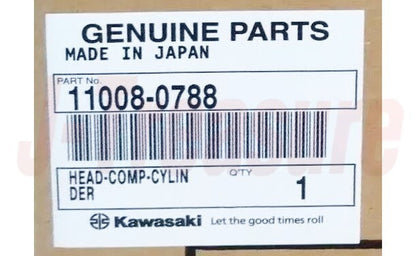 GENUINE PARTS
MADE IN JAPAN
PART No.
11008-0788
HEAD-COMP-CYLIN
DER
Q'TY
1
Kawasaki Let the good times roll